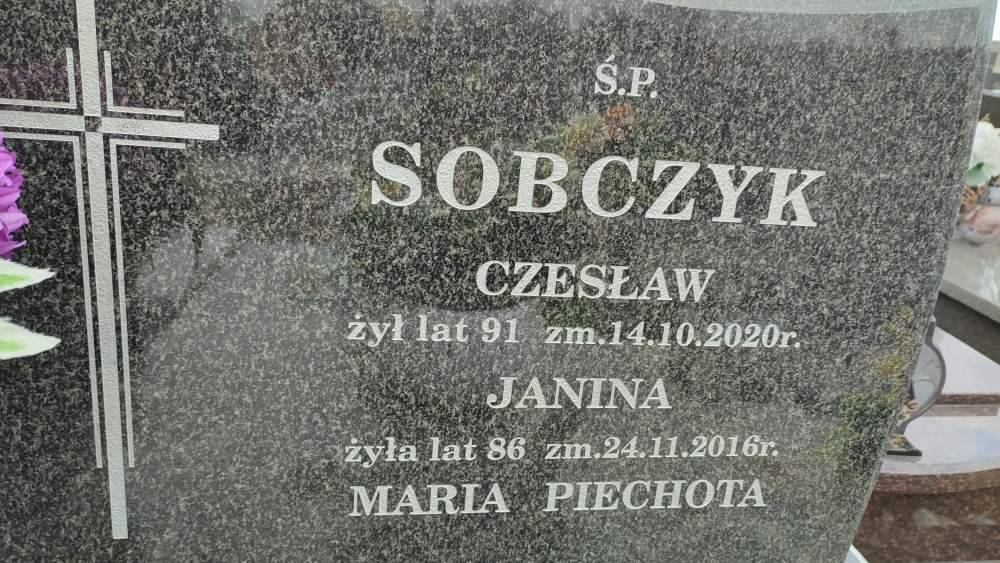 Ś.P.
SOBCZYK
CZESŁAW
żył lat 91 zm.14.10.2020r.
JANINA
żyła lat 86 zm.24.11.2016r.
MARIA PIECHOTA